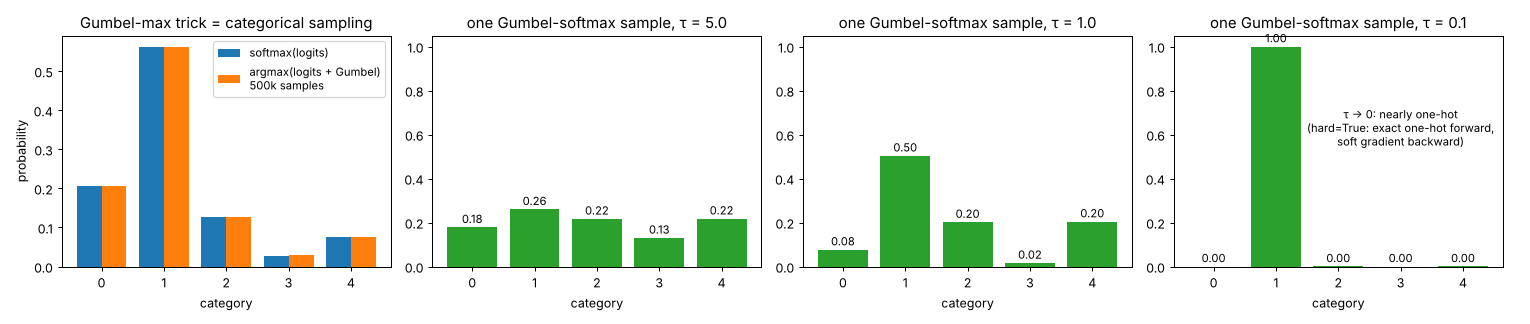 Gumbel-max trick = categorical sampling
probability
0.5
0.4
0.3
0.2
0.1
0.0
softmax(logits)
argmax(logits + Gumbel)
500k samples
0 1 2 3 4
category
one Gumbel-softmax sample, τ = 5.0
1.0
0.8
0.6
0.4
0.2
0.0
0.18 0.26 0.22 0.13 0.22
0 1 2 3 4
category
one Gumbel-softmax sample, τ = 1.0
1.0
0.8
0.6
0.4
0.2
0.0
0.08 0.50 0.20 0.02 0.20
0 1 2 3 4
category
one Gumbel-softmax sample, τ = 0.1
1.0
0.8
0.6
0.4
0.2
0.0
0.00 1.00 0.00 0.00 0.00
τ → 0: nearly one-hot
(hard=True: exact one-hot forward,
soft gradient backward)
0 1 2 3 4
category